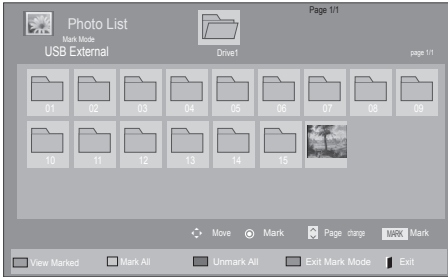 Page 1/1
Photo List
Mark Mode
USB External
Drive1
page 1/1
01 02 03 04 05 06 07 08 09
10 11 12 13 14 15
Move Mark Page charge MARK Mark
View Marked Mark All Unmark All Exit Mark Mode Exit